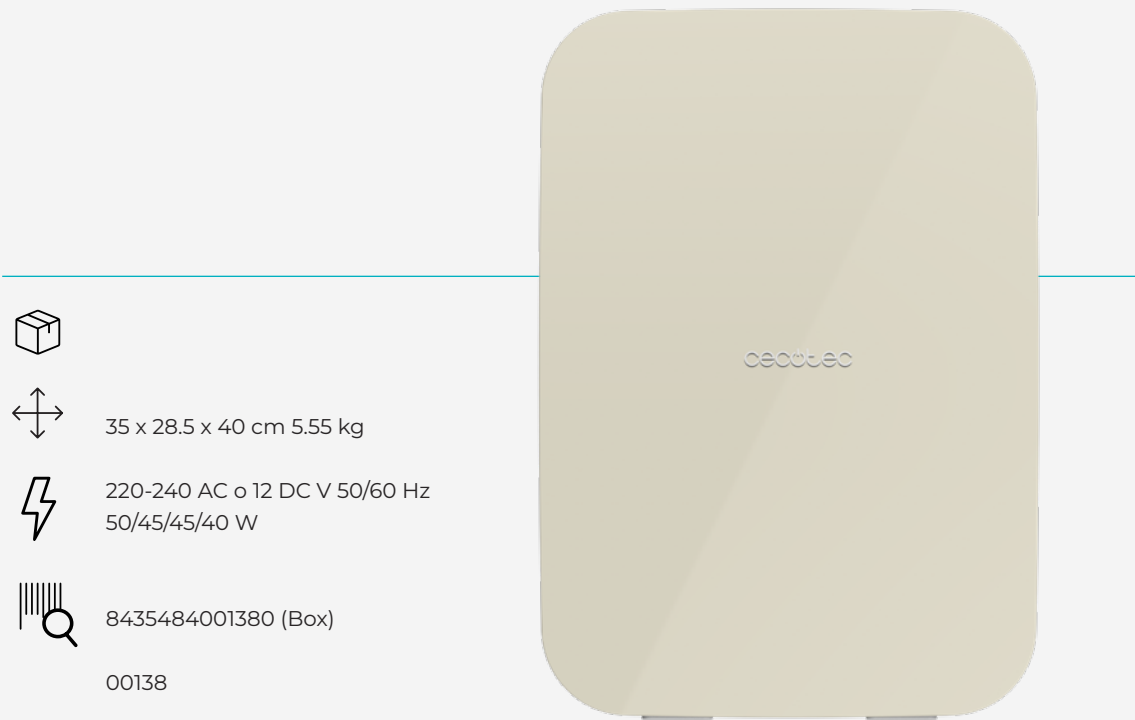 cecotec
35 x 28.5 x 40 cm 5.55 kg
220-240 AC o 12 DC V 50/60 Hz
50/45/45/40 W
8435484001380 (Box)
00138